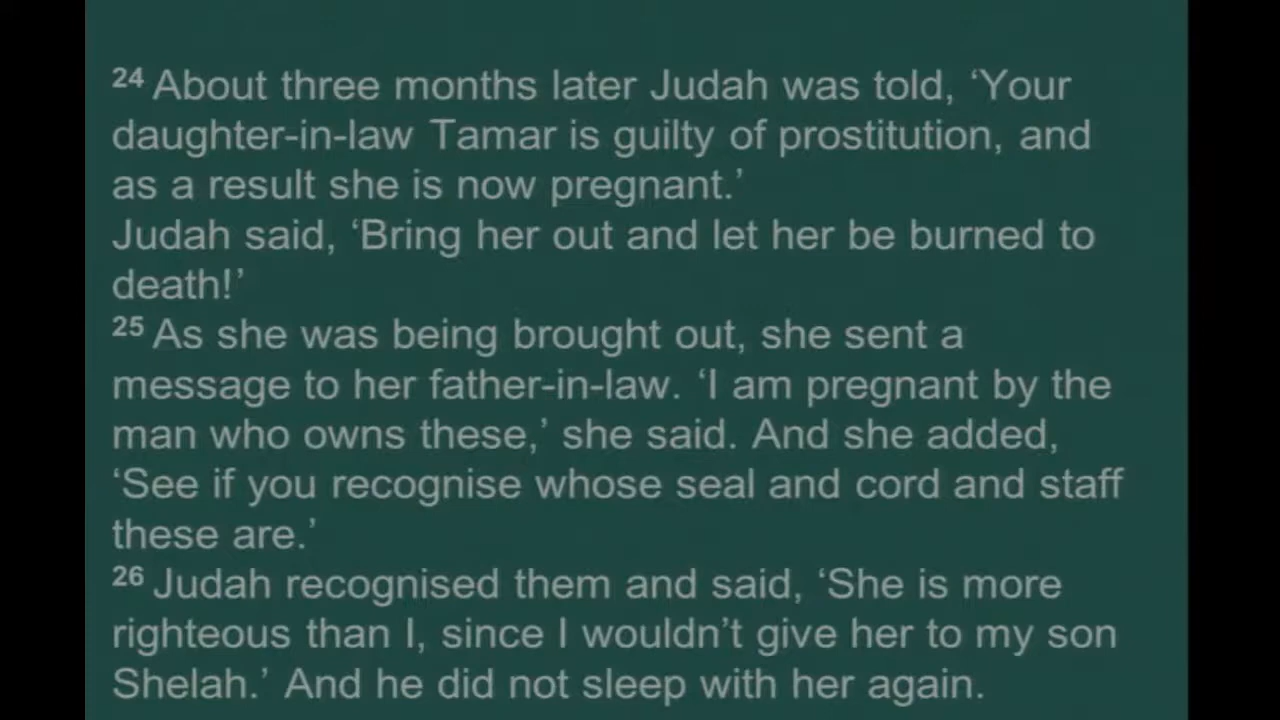 24 About three months later Judah was told, ‘Your
daughter-in-law Tamar is guilty of prostitution, and
as a result she is now pregnant.’
Judah said, ‘Bring her out and let her be burned to
death!’
25 As she was being brought out, she sent a
message to her father-in-law. ‘I am pregnant by the
man who owns these,’ she said. And she added,
‘See if you recognise whose seal and cord and staff
these are.’
26 Judah recognised them and said, ‘She is more
righteous than I, since I wouldn’t give her to my son
Shelah.’ And he did not sleep with her again.